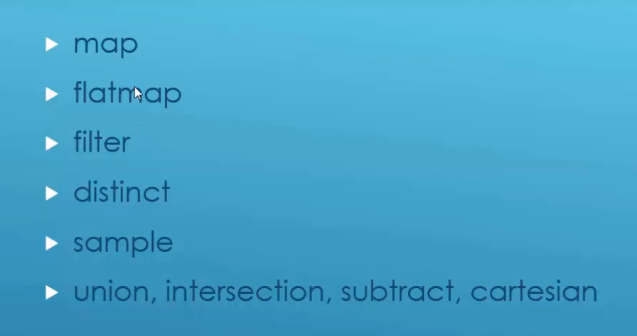 map
flatmap
filter
distinct
sample
union, intersection, subtract, cartesian